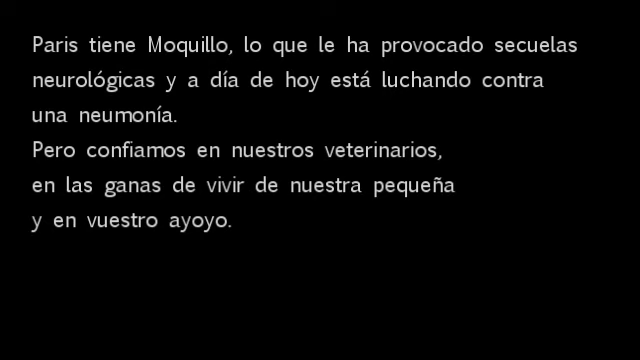 Paris tiene Moquillo, lo que le ha provocado secuelas
neurológicas y a día de hoy está luchando contra
una neumonía.
Pero confiamos en nuestros veterinarios,
en las ganas de vivir de nuestra pequeña
y en vuestro ayoyo.